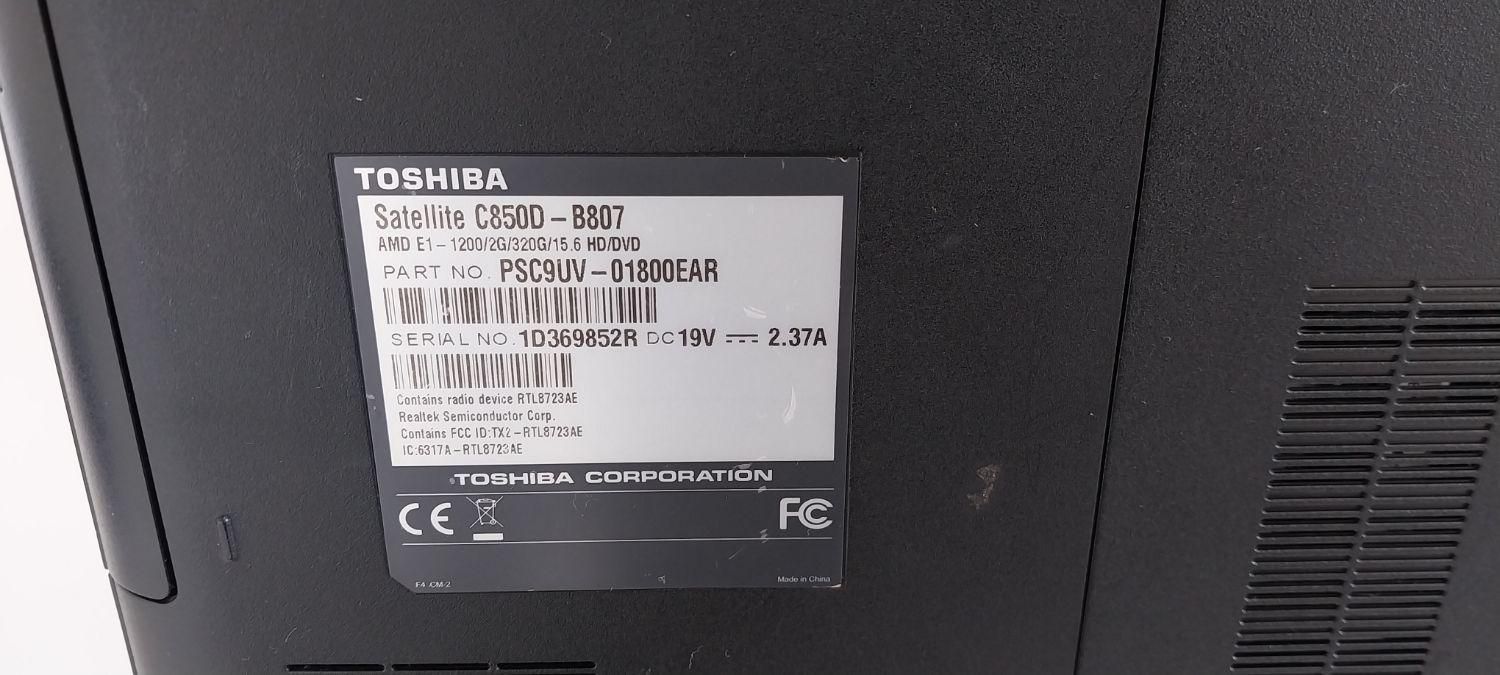 TOSHIBA
Satellite C850D-B807
AMD E1-1200/2G/320G/15.6 HD/DVD
PART NO. PSC9UV-01800EAR
SERIAL NO. 1D369852R DC 19V ⎓ 2.37A
Contains radio device RTL8723AE
Realtek Semiconductor Corp.
Contains FCC ID:TX2-RTL8723AE
IC:6317A-RTL8723AE
TOSHIBA CORPORATION
CE FC
F4 .CM-2 Made in China